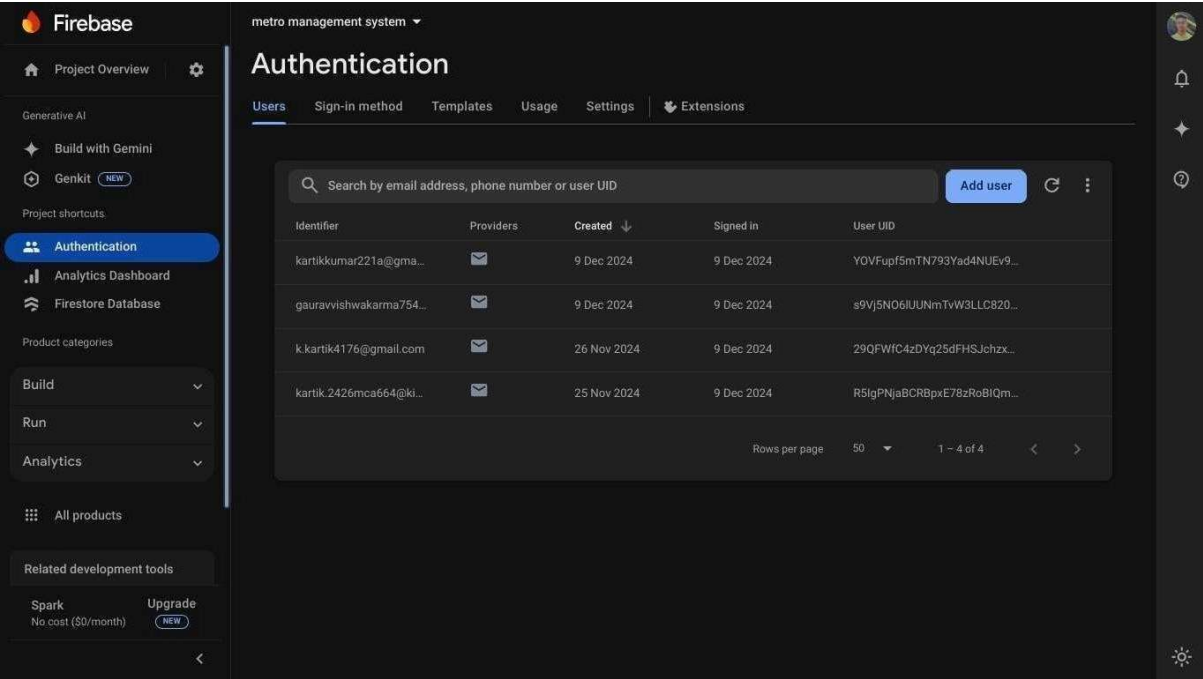 Firebase
Project Overview
Generative AI
Build with Gemini
Genkit NEW
Project shortcuts
Authentication
Analytics Dashboard
Firestore Database
Product categories
Build
Run
Analytics
All products
Related development tools
Spark
No cost ($0/month)
Upgrade
NEW
metro management system
Authentication
Users Sign-in method Templates Usage Settings Extensions
Search by email address, phone number or user UID
Add user
Identifier Providers Created Signed in User UID
kartikkumar221a@gma... 9 Dec 2024 9 Dec 2024 YOVFupf5mTN793Yad4NUEv9...
gauravvishwakarma754... 9 Dec 2024 9 Dec 2024 s9Vj5NO6lUUNmTvW3LLC820...
k.kartik4176@gmail.com 26 Nov 2024 9 Dec 2024 29QFWfC4zDYq25dFHSJchzx...
kartik.2426mca664@ki... 25 Nov 2024 9 Dec 2024 R5IgPNjaBCRBpxE78zRoBIQm...
Rows per page 50 1 – 4 of 4